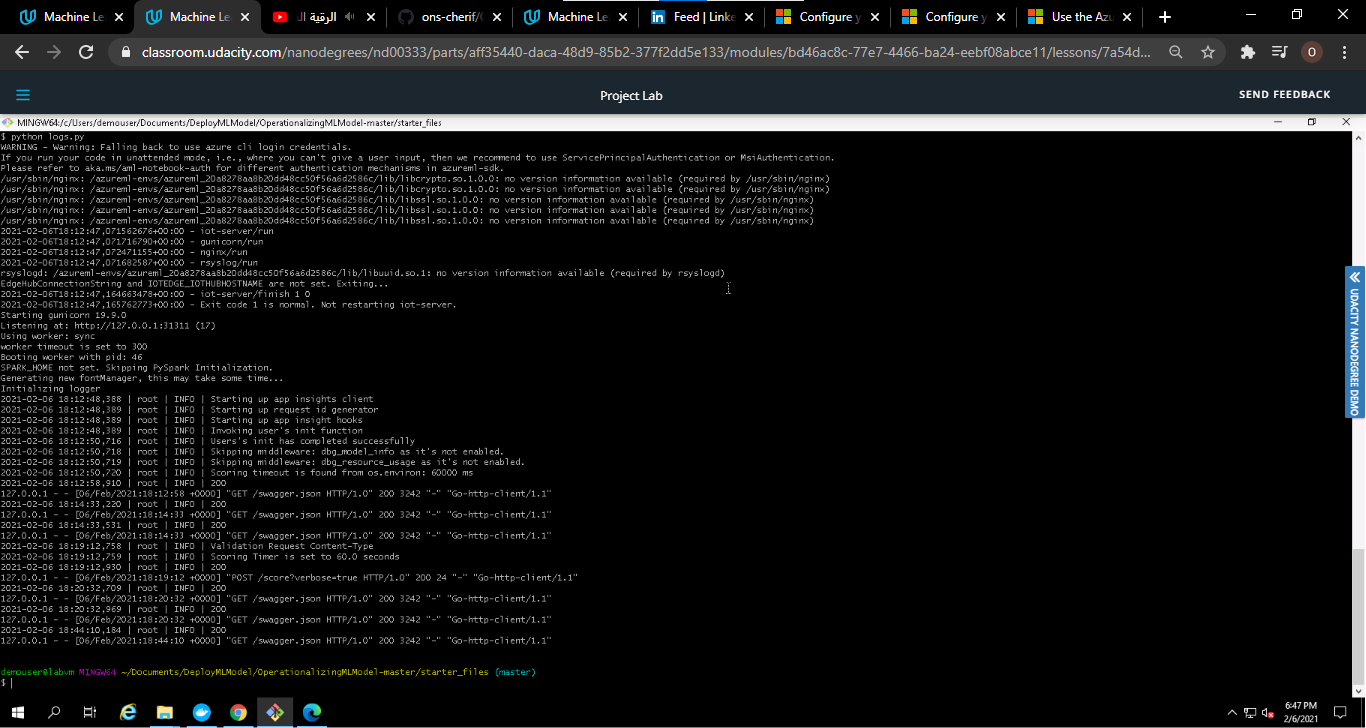 Machine Le
Machine Le
الرقية ال
ons-cherif/
Machine Le
Feed | Linke
Configure y
Configure y
Use the Azu
classroom.udacity.com/nanodegrees/nd00333/parts/aff35440-daca-48d9-85b2-377f2dd5e133/modules/bd46ac8c-77e7-4466-ba24-eebf08abce11/lessons/7a54d...
O
Project Lab
SEND FEEDBACK
MINGW64:/c/Users/demouser/Documents/DeployMLModel/OperationalizingMLModel-master/starter_files
$ python logs.py
WARNING - Warning: Falling back to use azure cli login credentials.
If you run your code in unattended mode, i.e., where you can't give a user input, then we recommend to use ServicePrincipalAuthentication or MsiAuthentication.
Please refer to aka.ms/aml-notebook-auth for different authentication mechanisms in azureml-sdk.
/usr/sbin/nginx: /azureml-envs/azureml_20a8278aa8b20dd48cc50f56a6d2586c/lib/libcrypto.so.1.0.0: no version information available (required by /usr/sbin/nginx)
/usr/sbin/nginx: /azureml-envs/azureml_20a8278aa8b20dd48cc50f56a6d2586c/lib/libcrypto.so.1.0.0: no version information available (required by /usr/sbin/nginx)
/usr/sbin/nginx: /azureml-envs/azureml_20a8278aa8b20dd48cc50f56a6d2586c/lib/libssl.so.1.0.0: no version information available (required by /usr/sbin/nginx)
/usr/sbin/nginx: /azureml-envs/azureml_20a8278aa8b20dd48cc50f56a6d2586c/lib/libssl.so.1.0.0: no version information available (required by /usr/sbin/nginx)
/usr/sbin/nginx: /azureml-envs/azureml_20a8278aa8b20dd48cc50f56a6d2586c/lib/libssl.so.1.0.0: no version information available (required by /usr/sbin/nginx)
2021-02-06T18:12:47,071562676+00:00 - iot-server/run
2021-02-06T18:12:47,071716790+00:00 - gunicorn/run
2021-02-06T18:12:47,072471155+00:00 - nginx/run
2021-02-06T18:12:47,071682587+00:00 - rsyslog/run
rsyslogd: /azureml-envs/azureml_20a8278aa8b20dd48cc50f56a6d2586c/lib/libuuid.so.1: no version information available (required by rsyslogd)
EdgeHubConnectionString and IOTEDGE_IOTHUBHOSTNAME are not set. Exiting...
2021-02-06T18:12:47,164663478+00:00 - iot-server/finish 1 0
2021-02-06T18:12:47,165762773+00:00 - Exit code 1 is normal. Not restarting iot-server.
Starting gunicorn 19.9.0
Listening at: http://127.0.0.1:31311 (17)
Using worker: sync
worker timeout is set to 300
Booting worker with pid: 46
SPARK_HOME not set. Skipping PySpark Initialization.
Generating new fontManager, this may take some time...
Initializing logger
2021-02-06 18:12:48,388 | root | INFO | Starting up app insights client
2021-02-06 18:12:48,389 | root | INFO | Starting up request id generator
2021-02-06 18:12:48,389 | root | INFO | Starting up app insight hooks
2021-02-06 18:12:48,389 | root | INFO | Invoking user's init function
2021-02-06 18:12:50,716 | root | INFO | Users's init has completed successfully
2021-02-06 18:12:50,718 | root | INFO | Skipping middleware: dbg_model_info as it's not enabled.
2021-02-06 18:12:50,719 | root | INFO | Skipping middleware: dbg_resource_usage as it's not enabled.
2021-02-06 18:12:50,720 | root | INFO | Scoring timeout is found from os.environ: 60000 ms
2021-02-06 18:12:58,910 | root | INFO | 200
127.0.0.1 - - [06/Feb/2021:18:12:58 +0000] "GET /swagger.json HTTP/1.0" 200 3242 "-" "Go-http-client/1.1"
2021-02-06 18:14:33,220 | root | INFO | 200
127.0.0.1 - - [06/Feb/2021:18:14:33 +0000] "GET /swagger.json HTTP/1.0" 200 3242 "-" "Go-http-client/1.1"
2021-02-06 18:14:33,531 | root | INFO | 200
127.0.0.1 - - [06/Feb/2021:18:14:33 +0000] "GET /swagger.json HTTP/1.0" 200 3242 "-" "Go-http-client/1.1"
2021-02-06 18:19:12,758 | root | INFO | Validation Request Content-Type
2021-02-06 18:19:12,759 | root | INFO | Scoring Timer is set to 60.0 seconds
2021-02-06 18:19:12,930 | root | INFO | 200
127.0.0.1 - - [06/Feb/2021:18:19:12 +0000] "POST /score?verbose=true HTTP/1.0" 200 24 "-" "Go-http-client/1.1"
2021-02-06 18:20:32,709 | root | INFO | 200
127.0.0.1 - - [06/Feb/2021:18:20:32 +0000] "GET /swagger.json HTTP/1.0" 200 3242 "-" "Go-http-client/1.1"
2021-02-06 18:20:32,969 | root | INFO | 200
127.0.0.1 - - [06/Feb/2021:18:20:32 +0000] "GET /swagger.json HTTP/1.0" 200 3242 "-" "Go-http-client/1.1"
2021-02-06 18:44:10,184 | root | INFO | 200
127.0.0.1 - - [06/Feb/2021:18:44:10 +0000] "GET /swagger.json HTTP/1.0" 200 3242 "-" "Go-http-client/1.1"
demouser@labvm MINGW64 ~/Documents/DeployMLModel/OperationalizingMLModel-master/starter_files (master)
$
UDACITY NANODEGREE DEMO
6:47 PM
2/6/2021